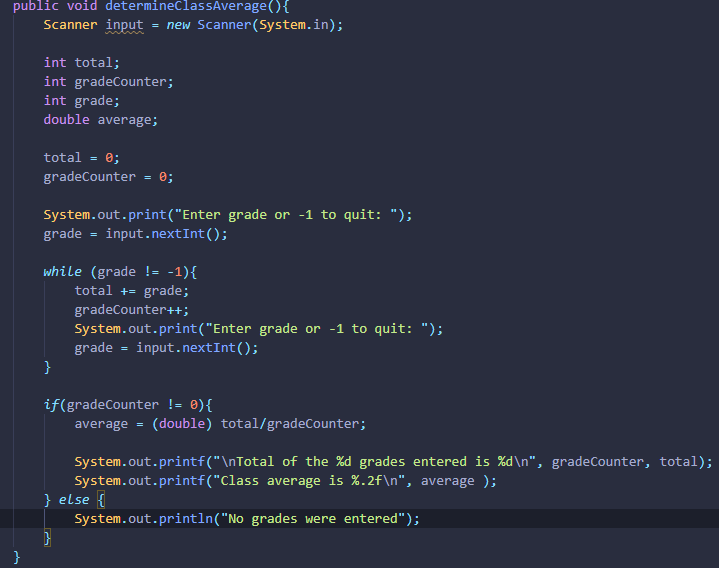 public void determineClassAverage(){
    Scanner input = new Scanner(System.in);

    int total;
    int gradeCounter;
    int grade;
    double average;

    total = 0;
    gradeCounter = 0;

    System.out.print("Enter grade or -1 to quit: ");
    grade = input.nextInt();

    while (grade != -1){
        total += grade;
        gradeCounter++;
        System.out.print("Enter grade or -1 to quit: ");
        grade = input.nextInt();
    }

    if(gradeCounter != 0){
        average = (double) total/gradeCounter;

        System.out.printf("\nTotal of the %d grades entered is %d\n", gradeCounter, total);
        System.out.printf("Class average is %.2f\n", average );
    } else {
        System.out.println("No grades were entered");
    }
}